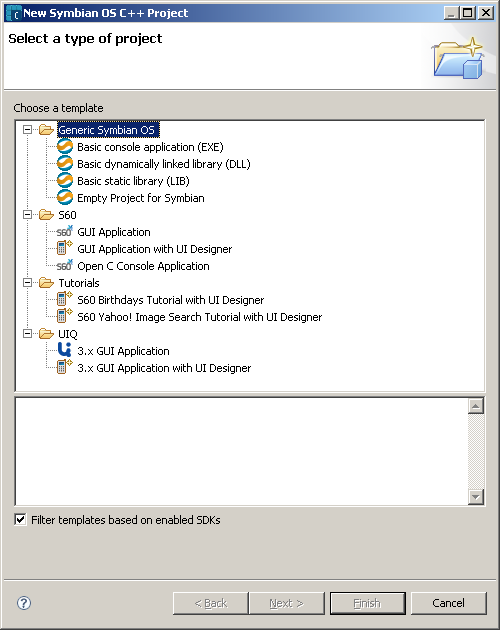 New Symbian OS C++ Project
Select a type of project
Choose a template
Generic Symbian OS
Basic console application (EXE)
Basic dynamically linked library (DLL)
Basic static library (LIB)
Empty Project for Symbian
S60
S60 GUI Application
GUI Application with UI Designer
S60 Open C Console Application
Tutorials
S60 Birthdays Tutorial with UI Designer
S60 Yahoo! Image Search Tutorial with UI Designer
UIQ
3.x GUI Application
3.x GUI Application with UI Designer
Filter templates based on enabled SDKs
? < Back Next > Finish Cancel